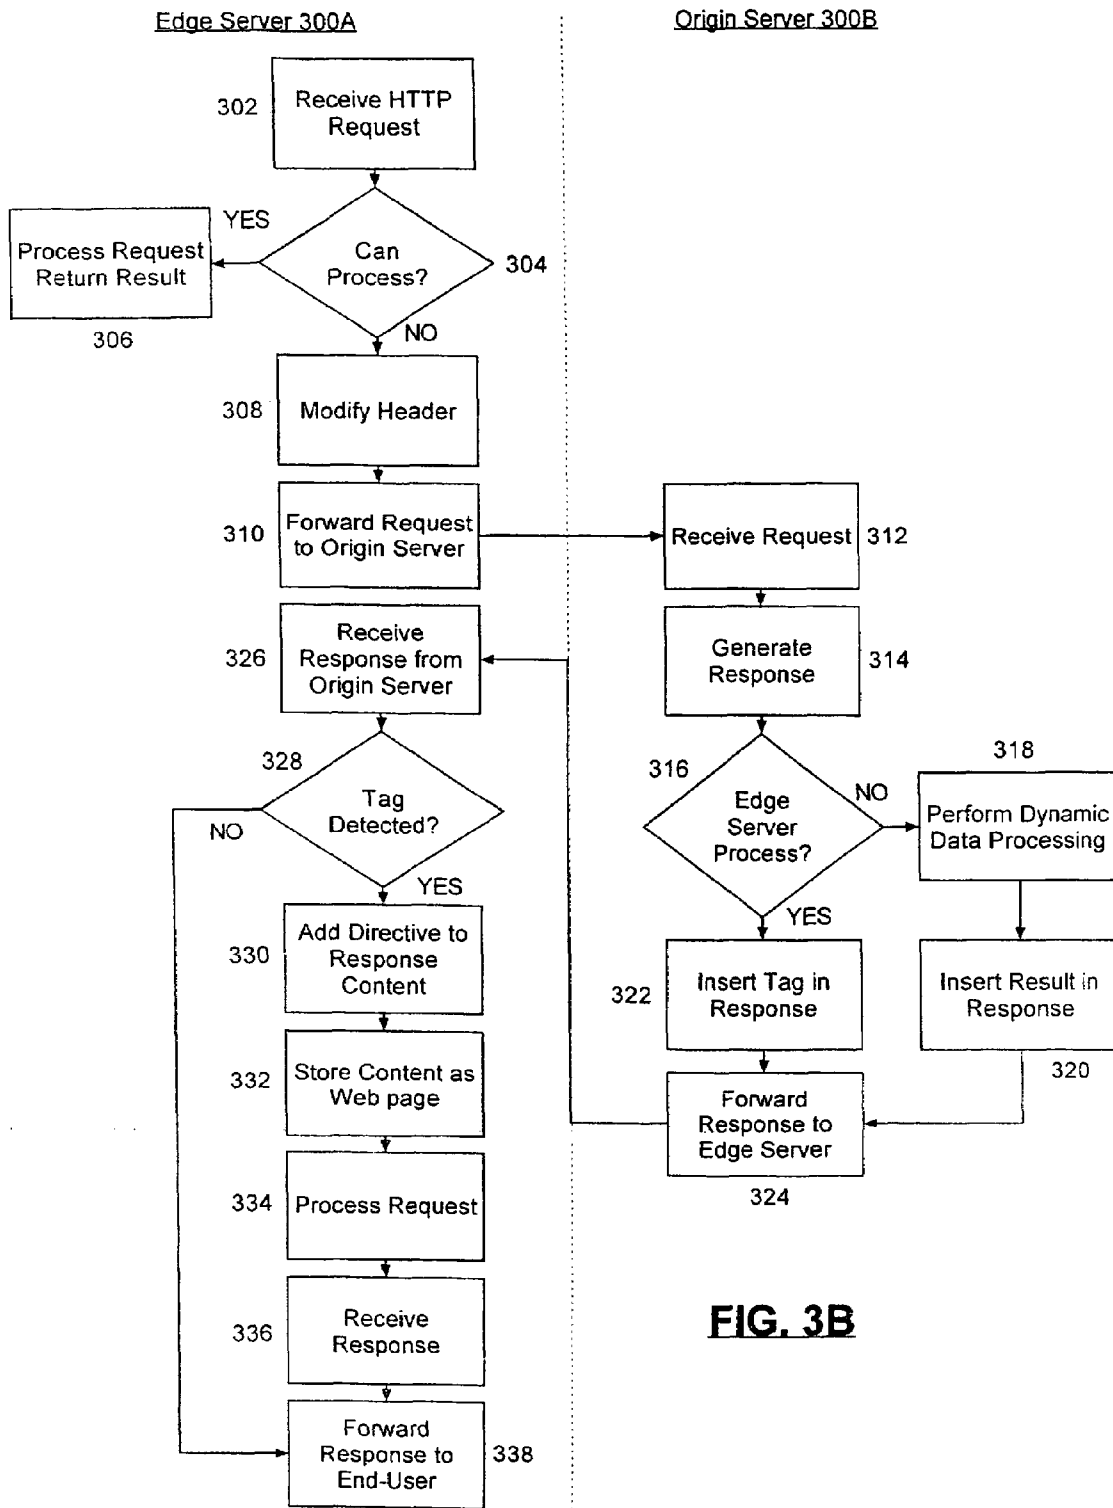 Edge Server 300A
Origin Server 300B
302
Receive HTTP
Request
YES
Process Request
Return Result
306
Can
Process?
304
NO
308
Modify Header
310
Forward Request
to Origin Server
Receive Request
312
326
Receive
Response from
Origin Server
Generate
Response
314
328
Tag
Detected?
NO
YES
316
Edge
Server
Process?
NO
YES
318
Perform Dynamic
Data Processing
330
Add Directive to
Response
Content
322
Insert Tag in
Response
Insert Result in
Response
320
332
Store Content as
Web page
Forward
Response to
Edge Server
324
334
Process Request
336
Receive
Response
FIG. 3B
Forward
Response to
End-User
338